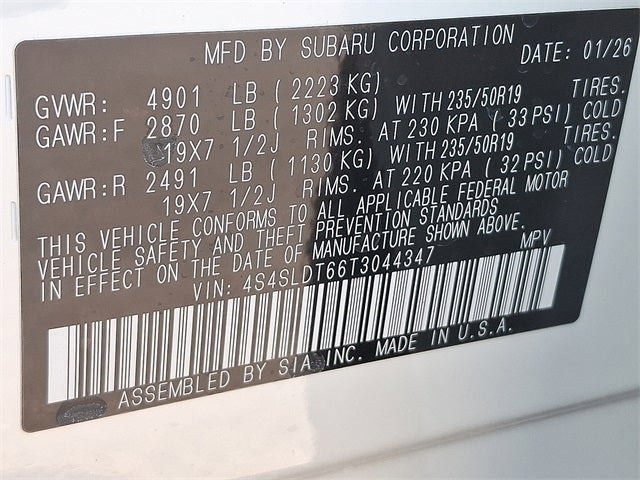 MFD BY SUBARU CORPORATION DATE: 01/26
GVWR: 4901 LB ( 2223 KG)
GAWR:F 2870 LB ( 1302 KG) WITH 235/50R19 TIRES.
19X7 1/2J RIMS. AT 230 KPA ( 33 PSI) COLD
GAWR:R 2491 LB ( 1130 KG) WITH 235/50R19 TIRES.
19X7 1/2J RIMS. AT 220 KPA ( 32 PSI) COLD
THIS VEHICLE CONFORMS TO ALL APPLICABLE FEDERAL MOTOR
VEHICLE SAFETY AND THEFT PREVENTION STANDARDS
IN EFFECT ON THE DATE OF MANUFACTURE SHOWN ABOVE.
VIN: 4S4SLDT66T3044347 MPV
ASSEMBLED BY SIA, INC. MADE IN U.S.A.